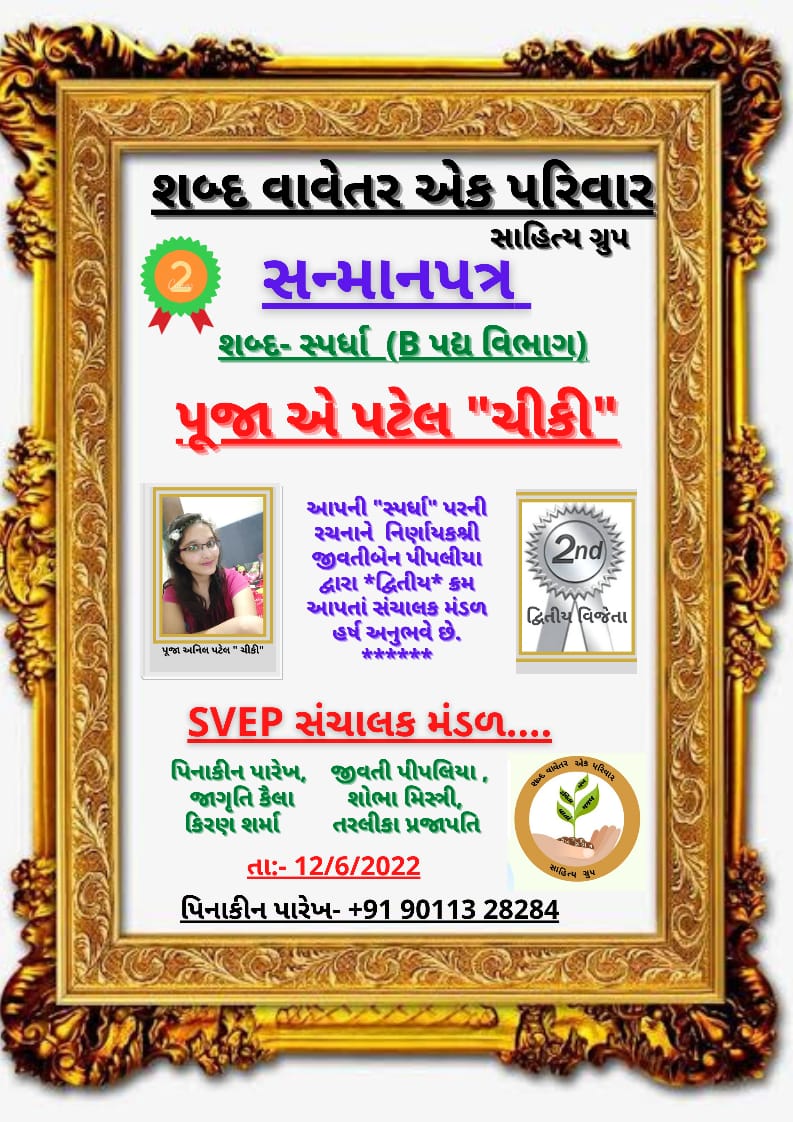 શબ્દ વાવેતર એક પરિવાર
સાહિત્ય ગ્રુપ
2
સન્માનપત્ર
શબ્દ- સ્પર્ધા (B પદ્ય વિભાગ)
પૂજા એ પટેલ "ચીકી"
આપની "સ્પર્ધા" પરની
રચનાને નિર્ણાયકશ્રી
જીવતીબેન પીપલીયા
દ્વારા *દ્વિતીય* ક્રમ
આપતાં સંચાલક મંડળ
હર્ષ અનુભવે છે.
******
પૂજા અનિલ પટેલ " ચીકી"
2nd
દ્વિતીય વિજેતા
SVEP સંચાલક મંડળ....
પિનાકીન પારેખ, જીવતી પીપલિયા ,
જાગૃતિ કૈલા શોભા મિસ્ત્રી,
કિરણ શર્મા તરલીકા પ્રજાપતિ
શબ્દ વાવેતર એક પરિવાર
સાહિત્ય ગ્રુપ
તા:- 12/6/2022
પિનાકીન પારેખ- +91 90113 28284